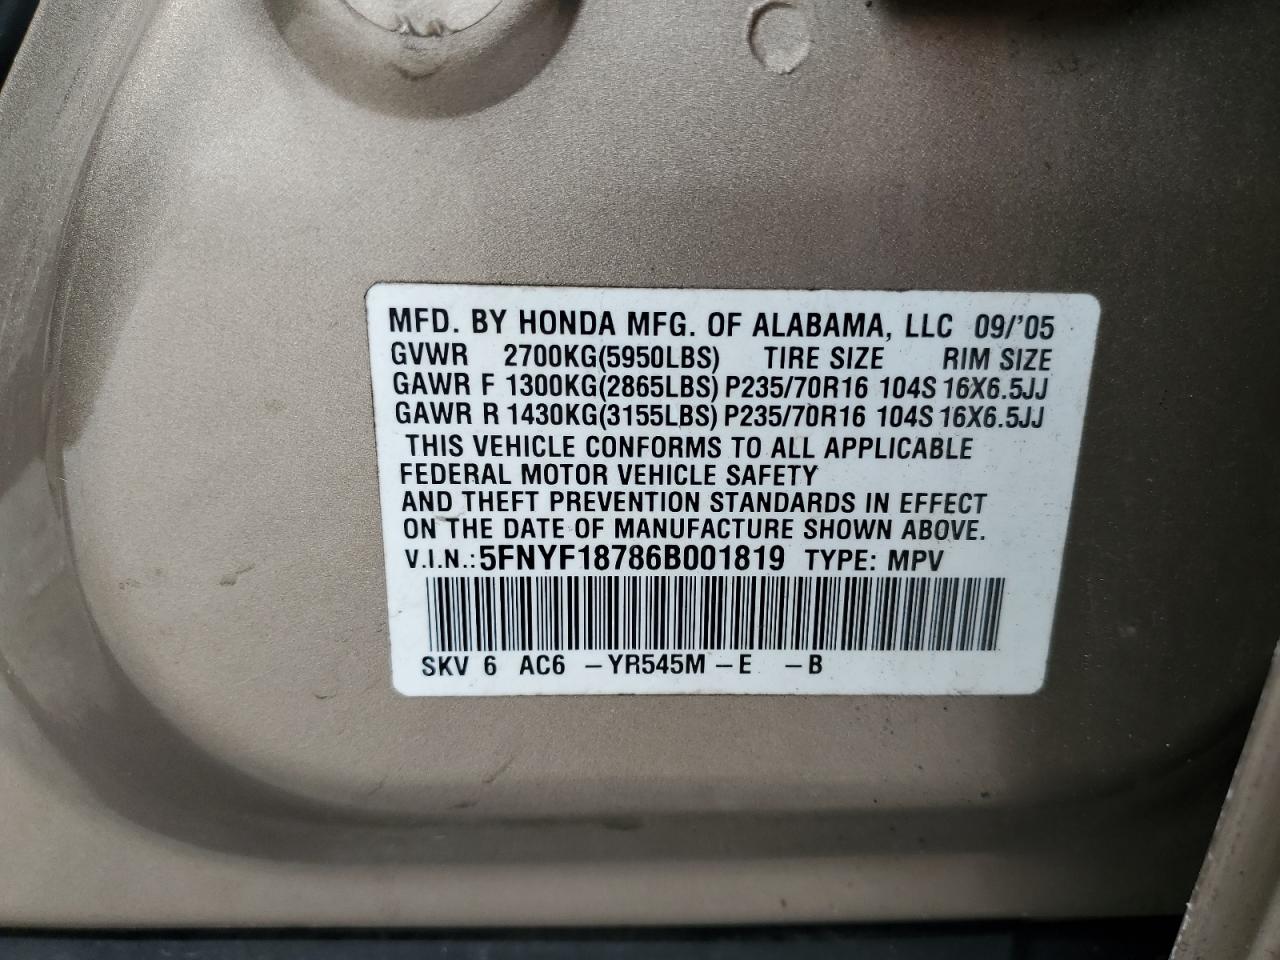 MFD. BY HONDA MFG. OF ALABAMA, LLC 09/'05
GVWR 2700KG(5950LBS) TIRE SIZE RIM SIZE
GAWR F 1300KG(2865LBS) P235/70R16 104S 16X6.5JJ
GAWR R 1430KG(3155LBS) P235/70R16 104S 16X6.5JJ
THIS VEHICLE CONFORMS TO ALL APPLICABLE
FEDERAL MOTOR VEHICLE SAFETY
AND THEFT PREVENTION STANDARDS IN EFFECT
ON THE DATE OF MANUFACTURE SHOWN ABOVE.
V.I.N.: 5FNYF18786B001819 TYPE: MPV
SKV 6 AC6 -YR545M-E -B